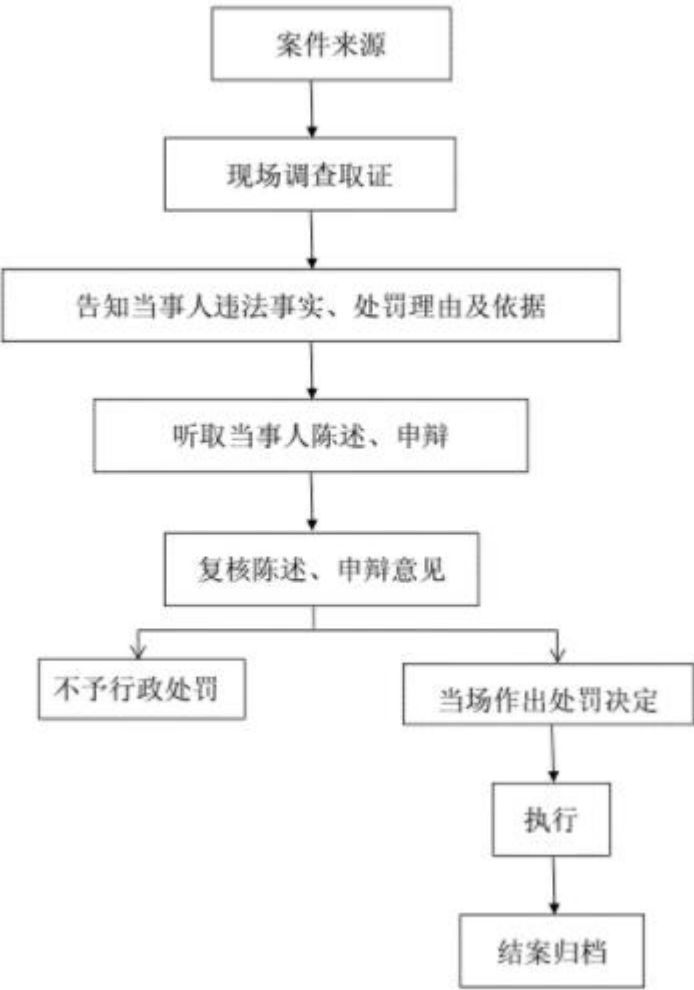 案件来源
现场调查取证
告知当事人违法事实、处罚理由及依据
听取当事人陈述、申辩
复核陈述、申辩意见
不予行政处罚
当场作出处罚决定
执行
结案归档